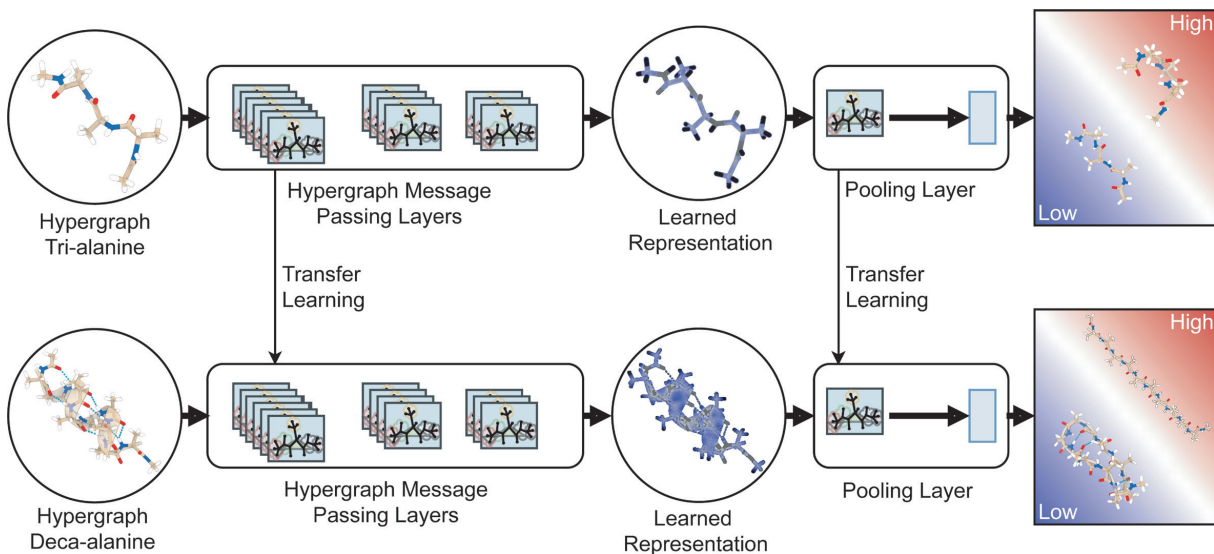 High
Low
Hypergraph
Tri-alanine
Hypergraph Message
Passing Layers
Learned
Representation
Pooling Layer
Transfer
Learning
Transfer
Learning
High
Low
Hypergraph
Deca-alanine
Hypergraph Message
Passing Layers
Learned
Representation
Pooling Layer